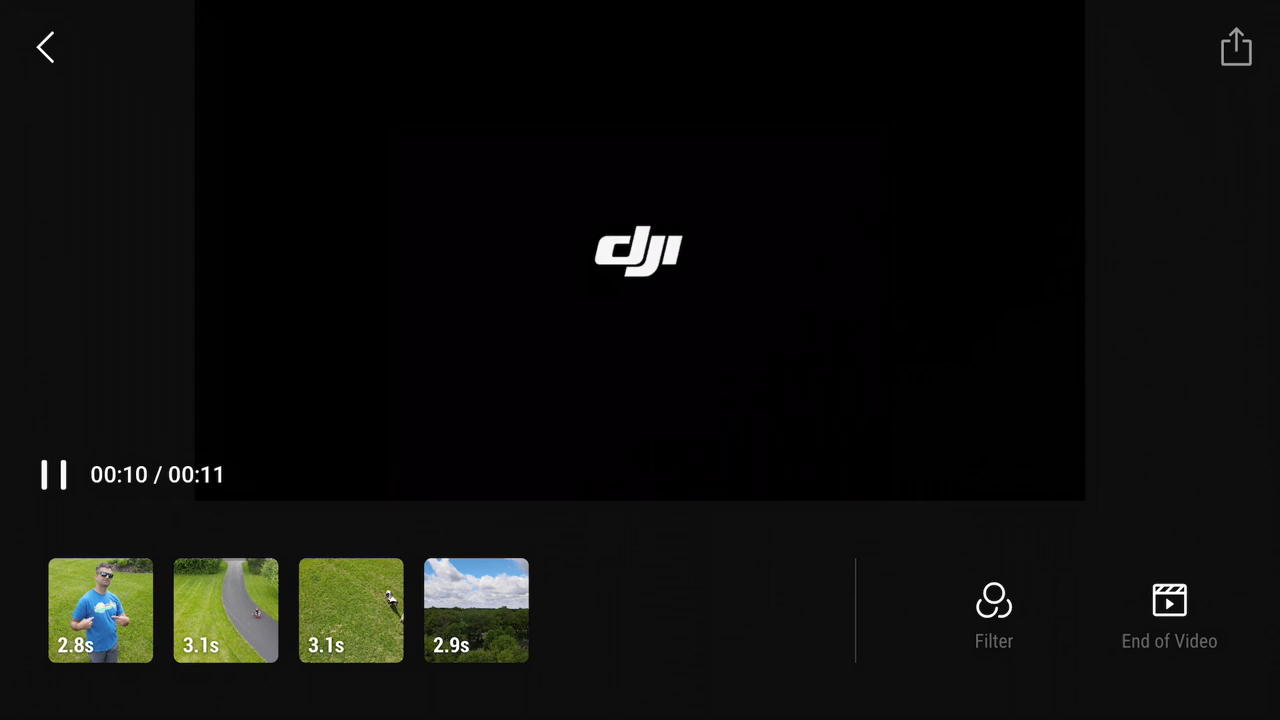 dji
00:10 / 00:11
2.8s
3.1s
3.1s
2.9s
Filter
End of Video